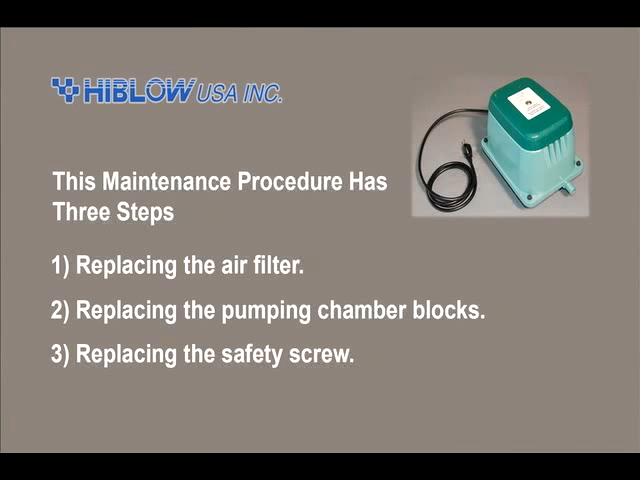 HIBLOW USA INC.
This Maintenance Procedure Has
Three Steps
1) Replacing the air filter.
2) Replacing the pumping chamber blocks.
3) Replacing the safety screw.